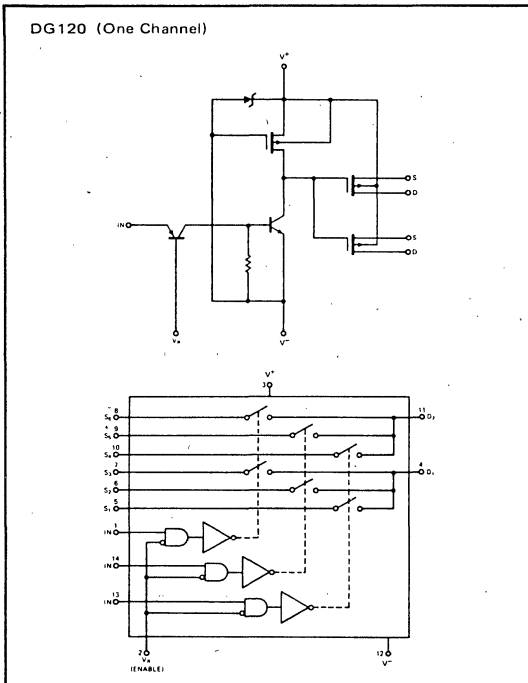 DG120 (One Channel)
V+
S
D
IN
S
D
VR
V−
V+
3
S6 8
11 D2
S5 9
S4 10
S3 7
4 D1
S2 6
S1 5
IN 1
IN 14
IN 13
2
VR
(ENABLE)
12
V−